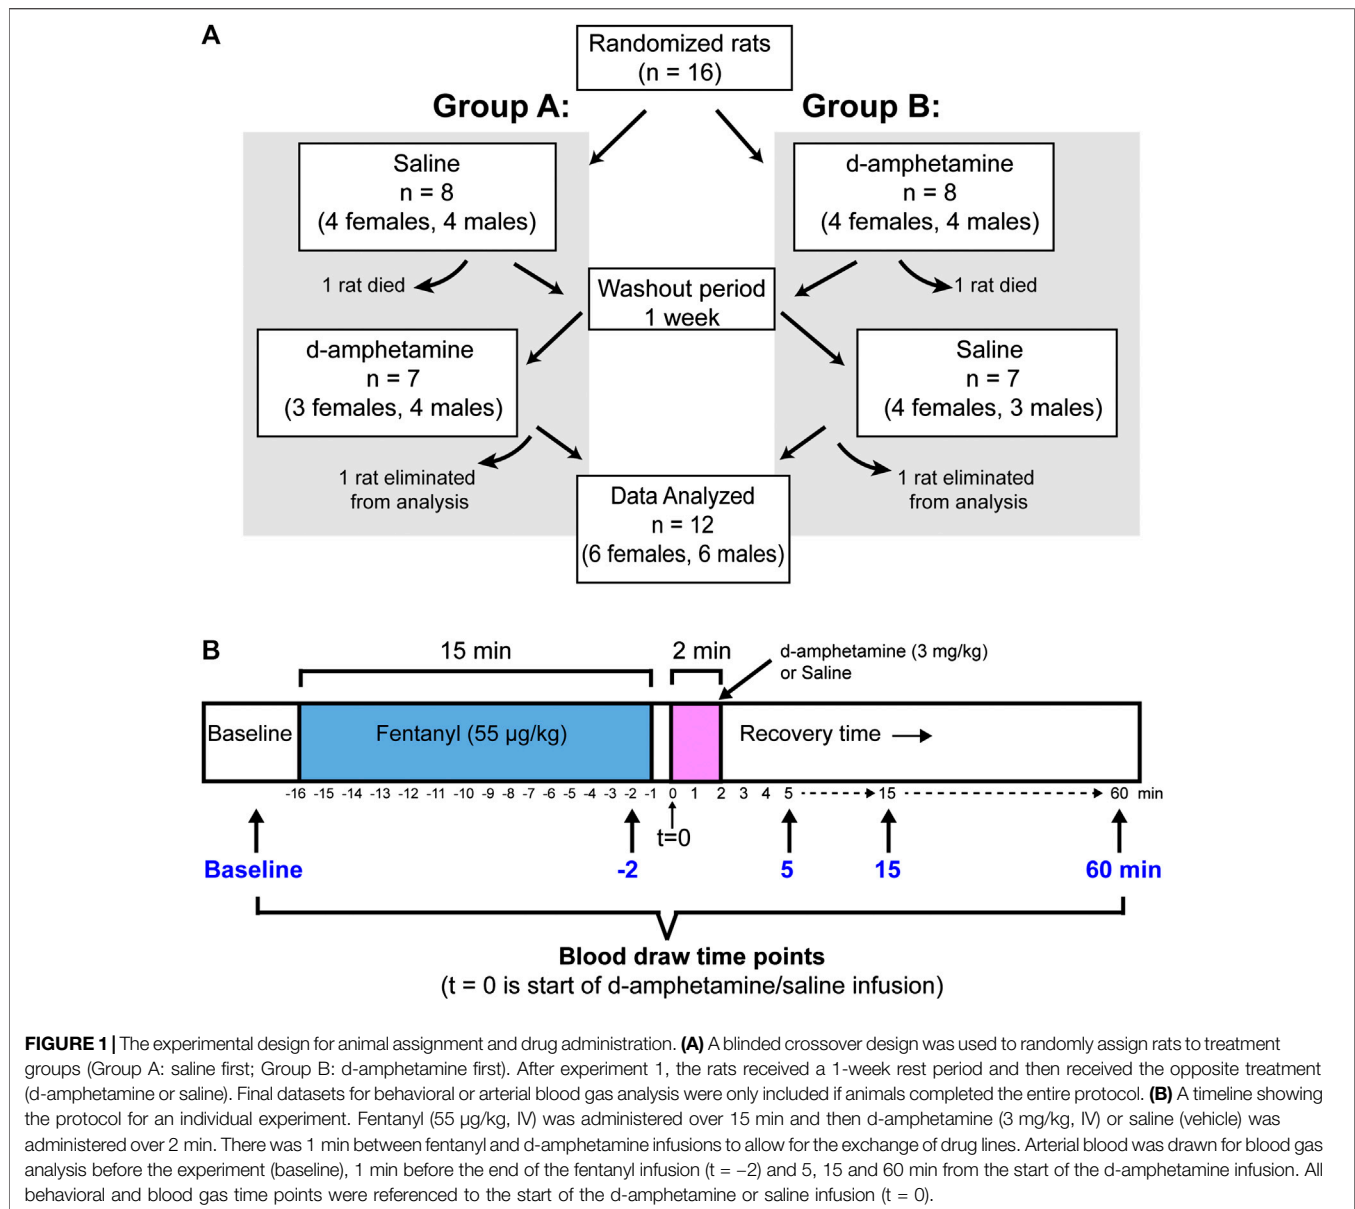 A
Randomized rats
(n = 16)
Group A:
Group B:
Saline
n = 8
(4 females, 4 males)
d-amphetamine
n = 8
(4 females, 4 males)
1 rat died
Washout period
1 week
1 rat died
d-amphetamine
n = 7
(3 females, 4 males)
Saline
n = 7
(4 females, 3 males)
1 rat eliminated
from analysis
Data Analyzed
n = 12
(6 females, 6 males)
1 rat eliminated
from analysis
B
15 min
2 min
d-amphetamine (3 mg/kg)
or Saline
Baseline
Fentanyl (55 µg/kg)
Recovery time
-16 -15 -14 -13 -12 -11 -10 -9 -8 -7 -6 -5 -4 -3 -2 -1 0 1 2 3 4 5 15 60 min
t=0
Baseline
-2
5
15
60 min
Blood draw time points
(t = 0 is start of d-amphetamine/saline infusion)
FIGURE 1 | The experimental design for animal assignment and drug administration. (A) A blinded crossover design was used to randomly assign rats to treatment
groups (Group A: saline first; Group B: d-amphetamine first). After experiment 1, the rats received a 1-week rest period and then received the opposite treatment
(d-amphetamine or saline). Final datasets for behavioral or arterial blood gas analysis were only included if animals completed the entire protocol. (B) A timeline showing
the protocol for an individual experiment. Fentanyl (55 µg/kg, IV) was administered over 15 min and then d-amphetamine (3 mg/kg, IV) or saline (vehicle) was
administered over 2 min. There was 1 min between fentanyl and d-amphetamine infusions to allow for the exchange of drug lines. Arterial blood was drawn for blood gas
analysis before the experiment (baseline), 1 min before the end of the fentanyl infusion (t = −2) and 5, 15 and 60 min from the start of the d-amphetamine infusion. All
behavioral and blood gas time points were referenced to the start of the d-amphetamine or saline infusion (t = 0).